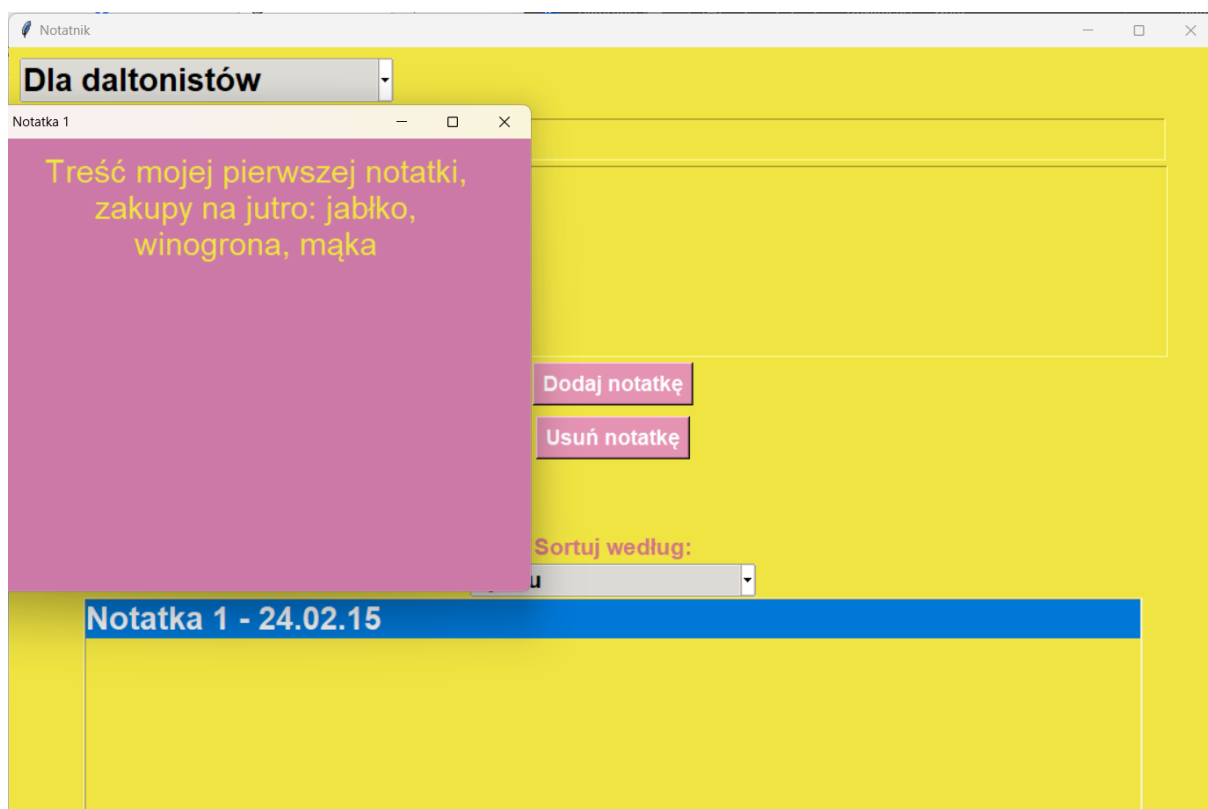 Notatnik
Dla daltonistów
Notatka 1
Treść mojej pierwszej notatki,
zakupy na jutro: jabłko,
winogrona, mąka
Dodaj notatkę
Usuń notatkę
Sortuj według:
Notatka 1 - 24.02.15